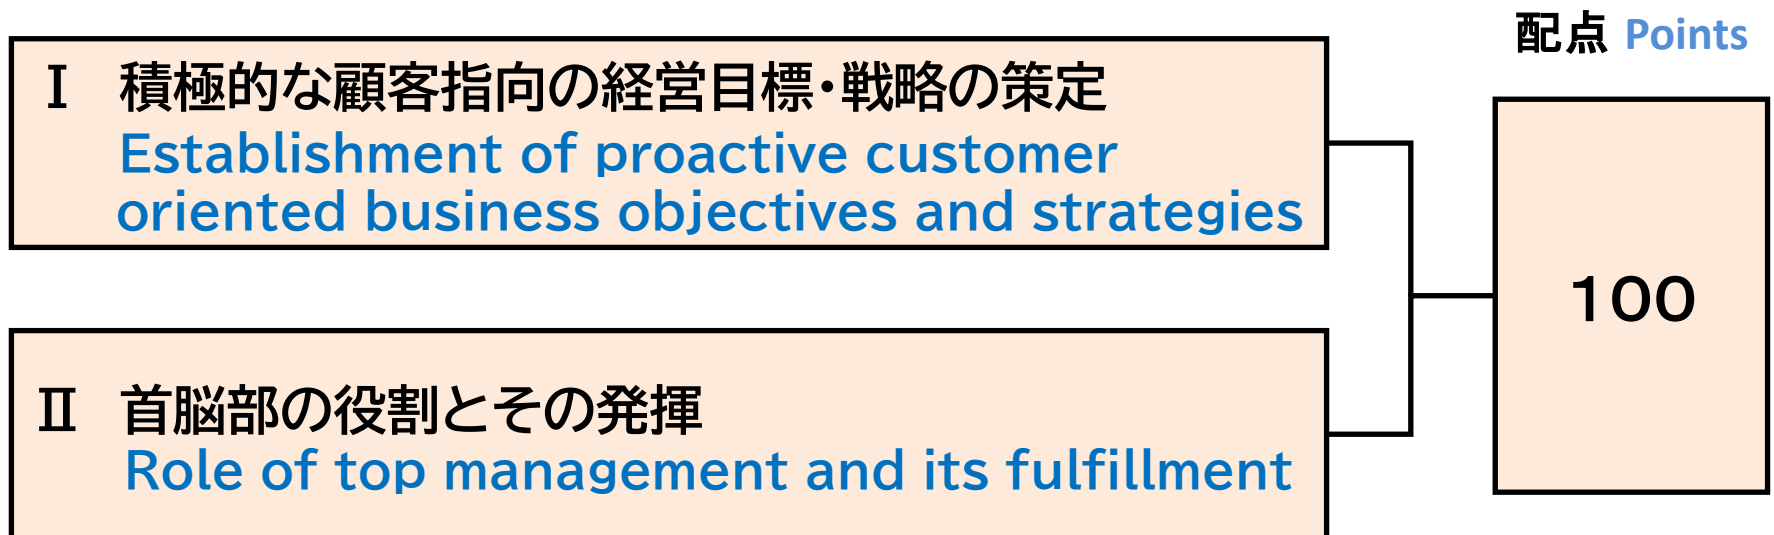 配点 Points
Ⅰ 積極的な顧客指向の経営目標・戦略の策定
Establishment of proactive customer
oriented business objectives and strategies
100
Ⅱ 首脳部の役割とその発揮
Role of top management and its fulfillment